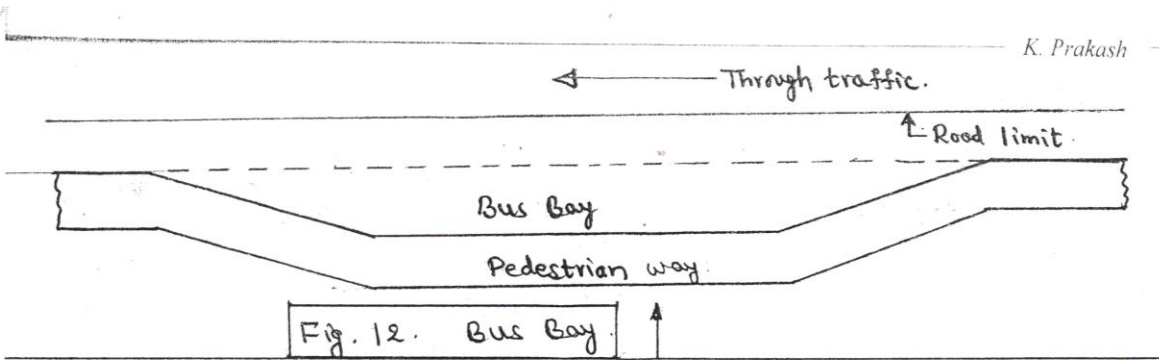 K. Prakash
Through traffic.
Road limit.
Bus Bay
Pedestrian way.
Fig. 12. Bus Bay.